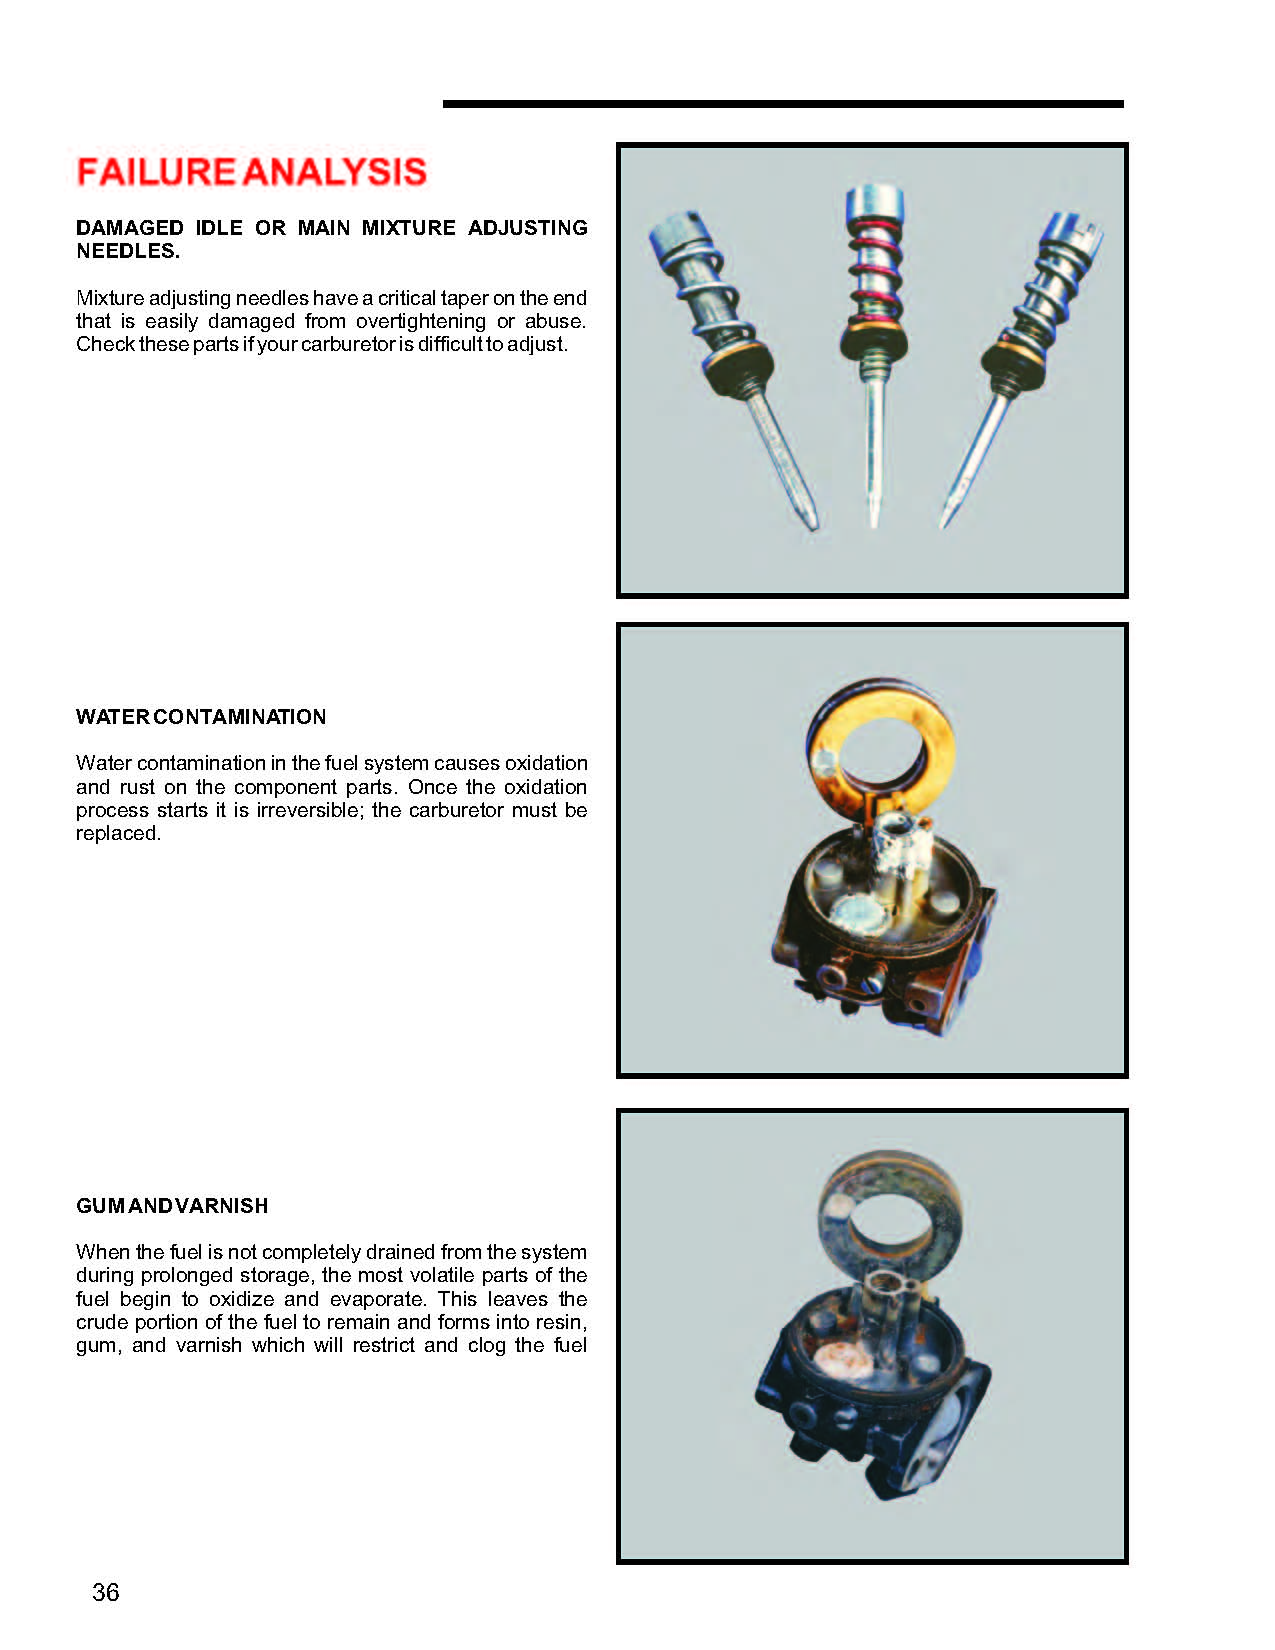 FAILURE ANALYSIS
DAMAGED IDLE OR MAIN MIXTURE ADJUSTING
NEEDLES.
Mixture adjusting needles have a critical taper on the end
that is easily damaged from overtightening or abuse.
Check these parts if your carburetor is difficult to adjust.
WATER CONTAMINATION
Water contamination in the fuel system causes oxidation
and rust on the component parts. Once the oxidation
process starts it is irreversible; the carburetor must be
replaced.
GUM AND VARNISH
When the fuel is not completely drained from the system
during prolonged storage, the most volatile parts of the
fuel begin to oxidize and evaporate. This leaves the
crude portion of the fuel to remain and forms into resin,
gum, and varnish which will restrict and clog the fuel
36